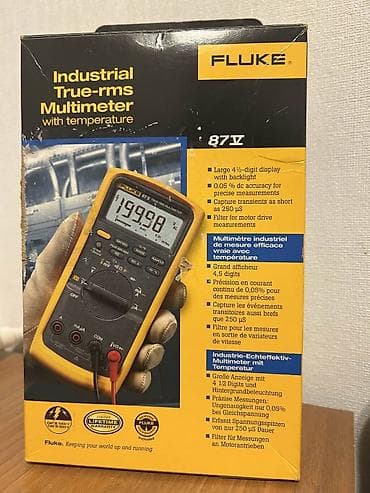 FLUKE
Industrial
True-rms
Multimeter
with temperature
87 V
Large 4½-digit display
with backlight
0.05 % dc accuracy for
precise measurements
Capture transients as short
as 250 µS
Filter for motor drive
measurements
Multimètre industriel
de mesure efficace
vraie avec
température
Grand afficheur
4,5 digits
Précision en courant
continu de 0,05% pour
des mesures précises
Capture les événements
transitoires aussi brefs
que 250 µS
Filtre pour les mesures
en sortie de variateurs
de vitesse
Industrie-Echteffektiv-
Multimeter mit
Temperatur
Große Anzeige mit
4 1/2 Digits und
Hintergrundbeleuchtung
Präzise Messungen:
Ungenauigkeit nur 0,05%
bei Gleichspannung
Erfasst Spannungsspitzen
von nur 250 µS Dauer
Filter für Messungen
an Motorantrieben
FLUKE 87 V
19998
LIFETIME
WARRANTY
FLUKE
Fluke. Keeping your world up and running.